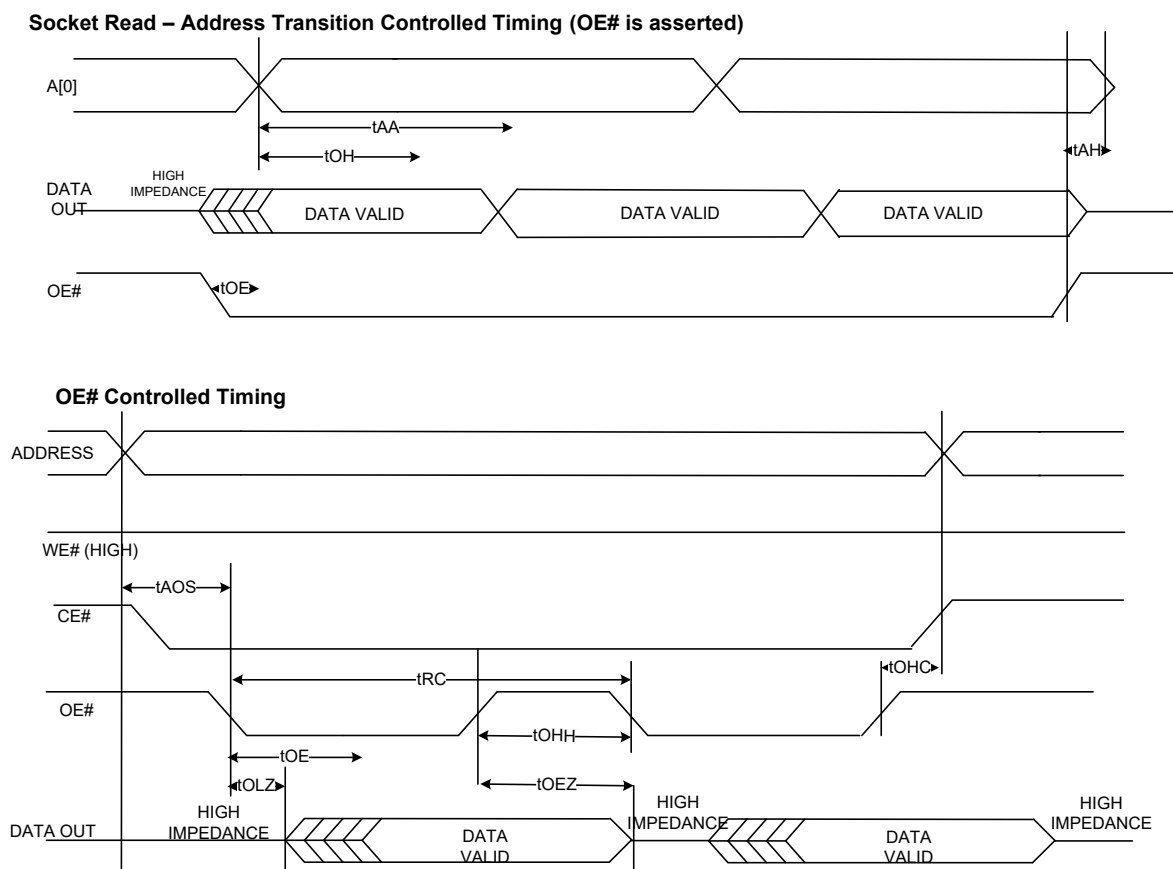 Socket Read – Address Transition Controlled Timing (OE# is asserted)
A[0]
tAA
tOH
tAH
HIGH
IMPEDANCE
DATA
OUT
DATA VALID
DATA VALID
DATA VALID
OE#
tOE
OE# Controlled Timing
ADDRESS
WE# (HIGH)
tAOS
CE#
tOHC
tRC
OE#
tOHH
tOE
tOLZ
tOEZ
HIGH
IMPEDANCE
HIGH
IMPEDANCE
HIGH
IMPEDANCE
DATA OUT
DATA
VALID
DATA
VALID